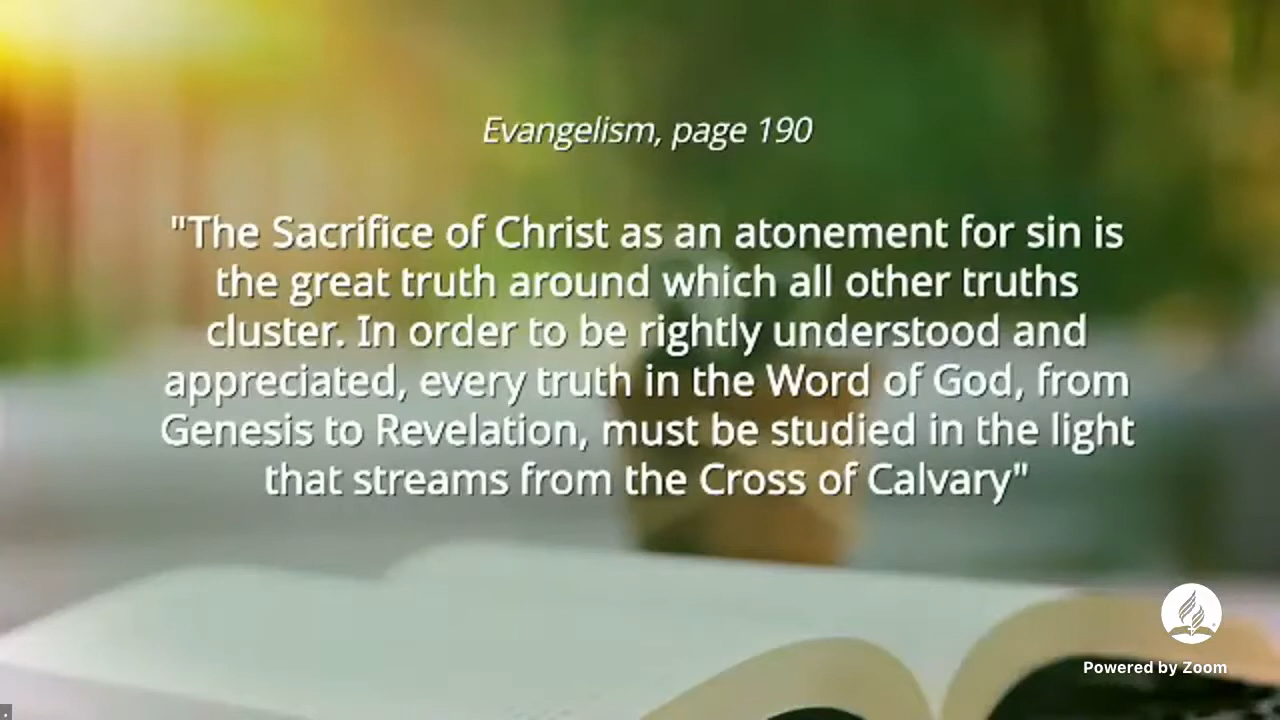 Evangelism, page 190
"The Sacrifice of Christ as an atonement for sin is
the great truth around which all other truths
cluster. In order to be rightly understood and
appreciated, every truth in the Word of God, from
Genesis to Revelation, must be studied in the light
that streams from the Cross of Calvary"
Powered by Zoom